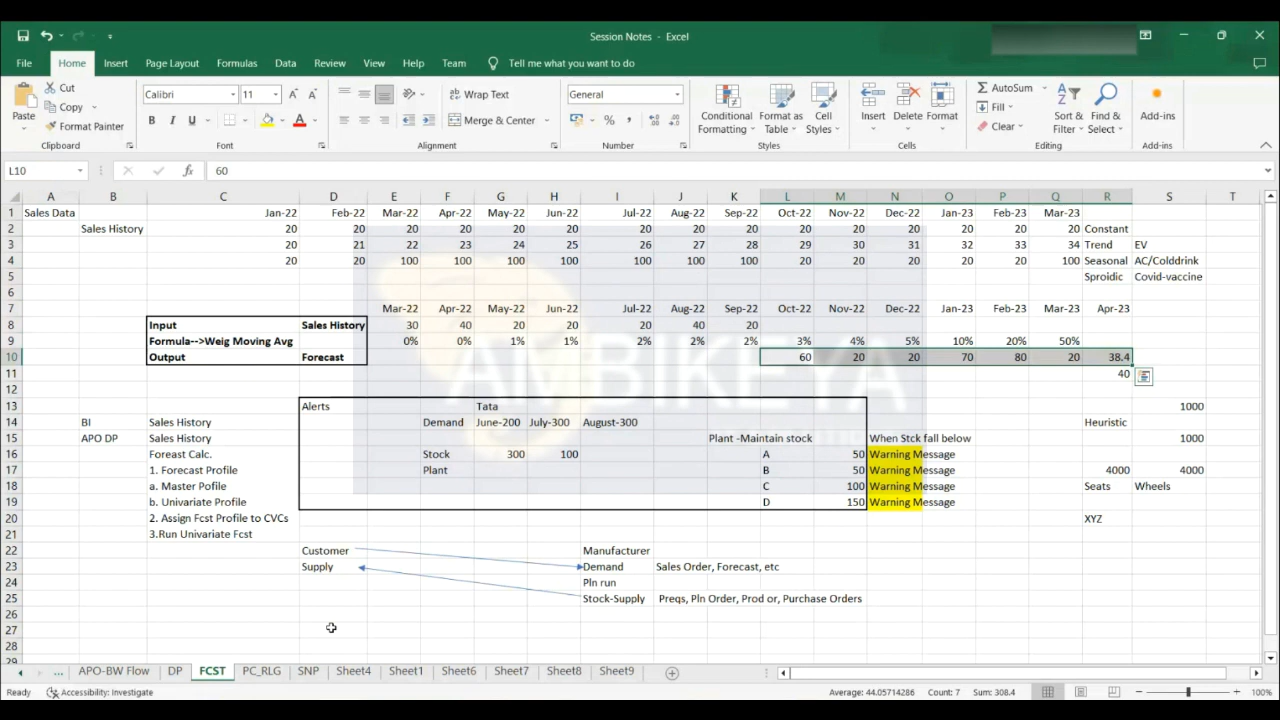 Session Notes - Excel
File Home Insert Page Layout Formulas Data Review View Help Team Tell me what you want to do
Cut
Copy
Format Painter
Paste
Clipboard
Calibri 11
B I U
Font
Wrap Text
Merge & Center
Alignment
General
Number
Conditional Formatting
Format as Table
Cell Styles
Styles
Insert Delete Format
Cells
AutoSum
Fill
Clear
Sort & Filter
Find & Select
Editing
Add-ins
Add-ins
L10 fx 60
A B C D E F G H I J K L M N O P Q R S T
1 Sales Data Jan-22 Feb-22 Mar-22 Apr-22 May-22 Jun-22 Jul-22 Aug-22 Sep-22 Oct-22 Nov-22 Dec-22 Jan-23 Feb-23 Mar-23
2 Sales History 20 20 20 20 20 20 20 20 20 20 20 20 20 20 20 Constant
3 20 21 22 23 24 25 26 27 28 29 30 31 32 33 34 Trend EV
4 20 20 100 100 100 100 100 100 100 20 20 20 20 20 100 Seasonal AC/Colddrink
5 Sproidic Covid-vaccine
6
7 Mar-22 Apr-22 May-22 Jun-22 Jul-22 Aug-22 Sep-22 Oct-22 Nov-22 Dec-22 Jan-23 Feb-23 Mar-23 Apr-23
8 Input Sales History 30 40 20 20 20 40 20
9 Formula-->Weig Moving Avg 0% 0% 1% 1% 2% 2% 2% 3% 4% 5% 10% 20% 50%
10 Output Forecast 60 20 20 70 80 20 38.4
11 40
12
13 Alerts Tata 1000
14 BI Sales History Demand June-200 July-300 August-300 Heuristic
15 APO DP Sales History Plant -Maintain stock When Stck fall below 1000
16 Foreast Calc. Stock 300 100 A 50 Warning Message
17 1. Forecast Profile Plant B 50 Warning Message 4000 4000
18 a. Master Pofile C 100 Warning Message Seats Wheels
19 b. Univariate Profile D 150 Warning Message
20 2. Assign Fcst Profile to CVCs XYZ
21 3.Run Univariate Fcst
22 Customer Manufacturer
23 Supply Demand Sales Order, Forecast, etc
24 Pln run
25 Stock-Supply Preqs, Pln Order, Prod or, Purchase Orders
26
27
28
29
AMBIKEYA
... APO-BW Flow DP FCST PC_RLG SNP Sheet4 Sheet1 Sheet6 Sheet7 Sheet8 Sheet9
Ready Accessibility: Investigate Average: 44.05714286 Count: 7 Sum: 308.4 100%